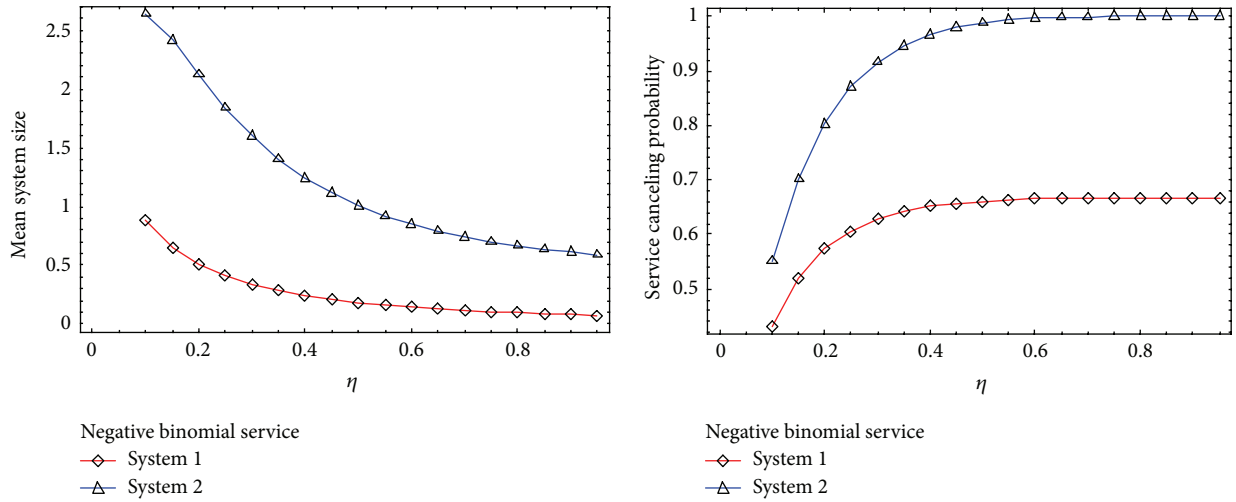 Mean system size
2.5
2
1.5
1
0.5
0
0 0.2 0.4 0.6 0.8
η
Negative binomial service
System 1
System 2
Service canceling probability
1
0.9
0.8
0.7
0.6
0.5
0 0.2 0.4 0.6 0.8
η
Negative binomial service
System 1
System 2